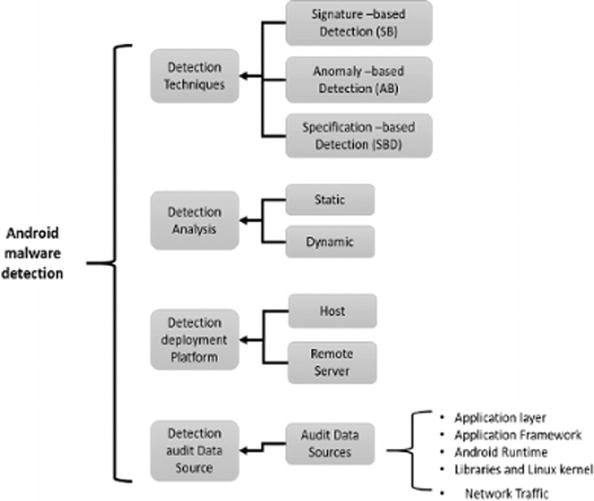 Android
malware
detection
Detection
Techniques
Signature –based
Detection (SB)
Anomaly –based
Detection (AB)
Specification –based
Detection (SBD)
Detection
Analysis
Static
Dynamic
Detection
deployment
Platform
Host
Remote
Server
Detection
audit Data
Source
Audit Data
Sources
• Application layer
• Application Framework
• Android Runtime
• Libraries and Linux kernel
• Network Traffic